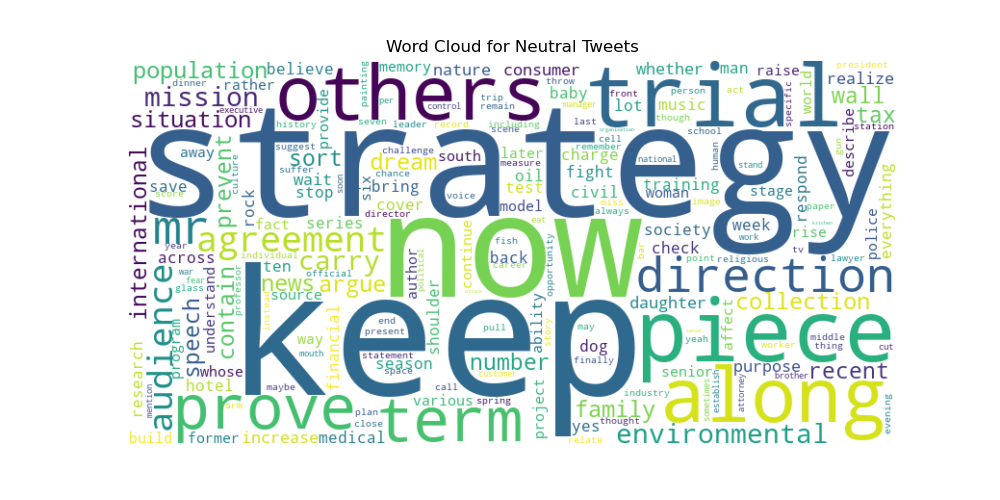 Word Cloud for Neutral Tweets
population
believe
dinner
rather
painting
memory
nature
consumer
whether
man
raise
president
realize
mission
executive
others
per
control
trip
remain
front
throw
baby
manager
person
lot
act
though
music
trial
specific
world
wall
tax
station
situation
history
provide
seven
leader
record
including
scene
last
organization
school
describe
gun
suggest
challenge
measure
cell
remember
national
human
stand
paper
international
away
save
score
prevent
culture
suffer
sort
wait
stop
soon
chance
six
dream
bring
south
voice
later
oil
test
model
charge
fight
civil
always
miss
training
woman
image
stage
respond
everything
strategy
rock
cover
director
eat
society
week
work
kitchen
rise
police
mr
fact
series
agreement
now
fish
back
career
opportunity
bar
check
point
religious
tv
lawyer
year
across
individual
ten
carry
author
political
continue
direction
audience
war
fear
glass
understand
contain
professor
official
news
argue
source
shoulder
daughter
collection
speech
program
instead
financial
way
mouth
keep
end
present
statement
space
season
pull
customer
number
ability
story
may
finally
dog
piece
affect
yeah
worker
middle
thing
cut
research
mention
whose
hotel
maybe
arm
call
various
spring
project
industry
senior
purpose
brother
recent
attorney
establish
sometimes
evening
prove
plan
close
term
family
yes
thought
relate
along
environmental
build
former
increase
medical